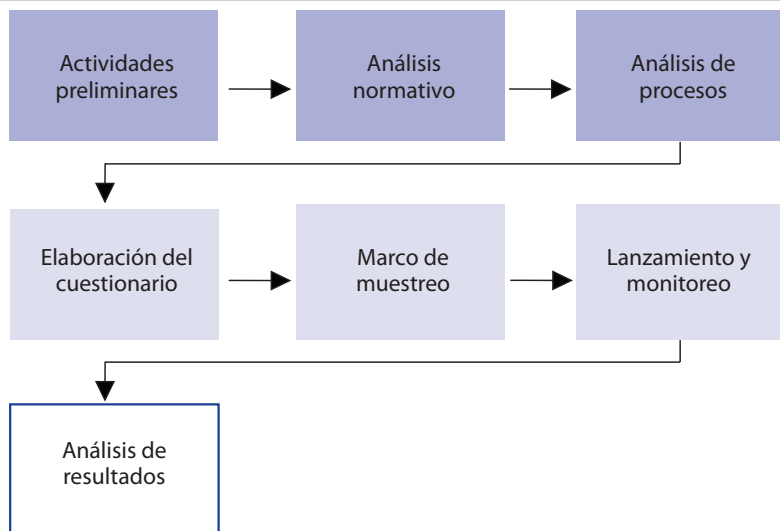 Actividades
preliminares
Análisis
normativo
Análisis de
procesos
Elaboración del
cuestionario
Marco de
muestreo
Lanzamiento y
monitoreo
Análisis de
resultados